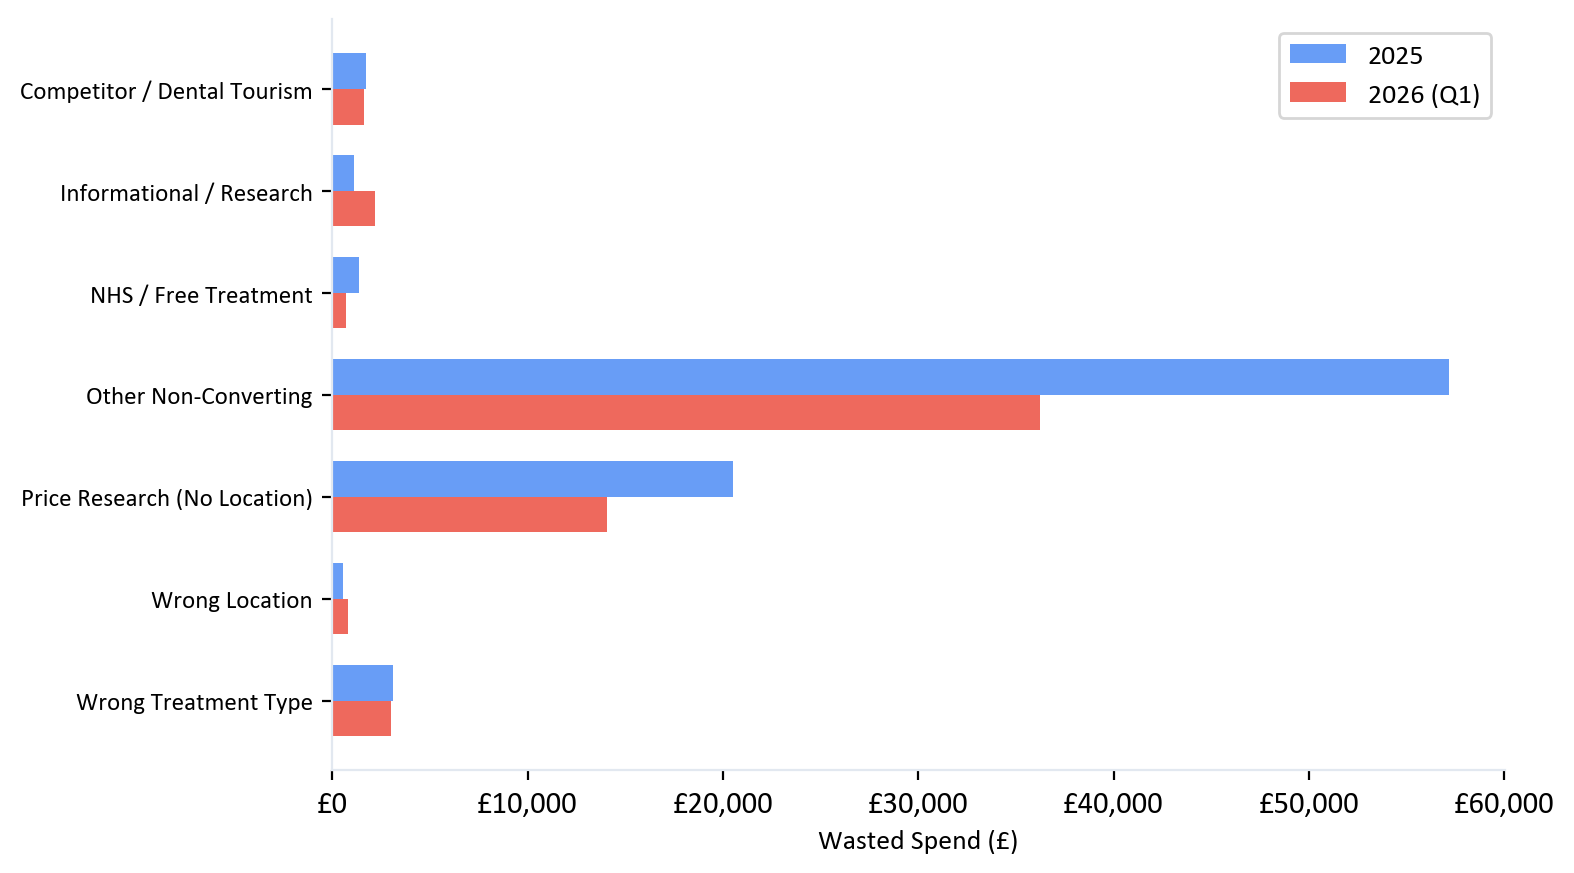 2025
2026 (Q1)
Competitor / Dental Tourism
Informational / Research
NHS / Free Treatment
Other Non-Converting
Price Research (No Location)
Wrong Location
Wrong Treatment Type
£0 £10,000 £20,000 £30,000 £40,000 £50,000 £60,000
Wasted Spend (£)